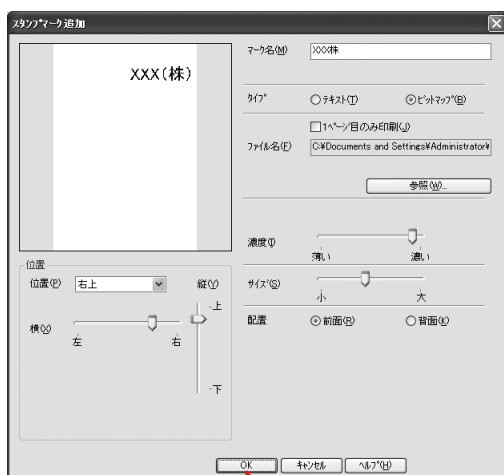 スタンプマーク追加
XXX(株)
マーク名(M)
XXX株
タイプ
テキスト(T)
ビットマップ(B)
1ページ目のみ印刷(J)
ファイル名(F)
C:¥Documents and Settings¥Administrator¥
参照(W)...
濃度(I)
薄い
濃い
サイズ(S)
小
大
配置
前面(R)
背面(K)
位置
位置(P)
右上
縦(Y)
上
下
横(X)
左
右
OK
キャンセル
ヘルプ(H)